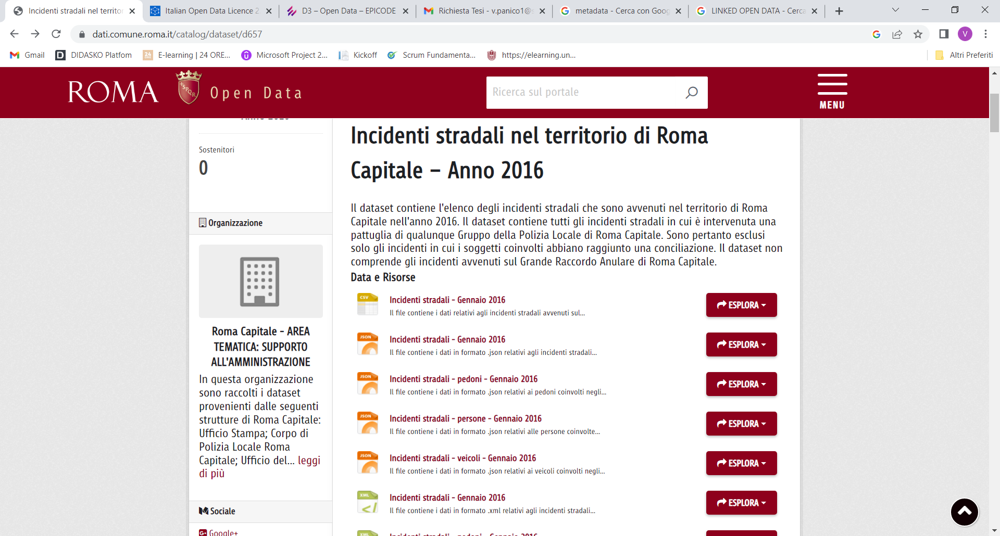 Incidenti stradali nel territor
Italian Open Data Licence 2
D3 – Open Data – EPICODE
Richiesta Tesi - v.panico1@s
metadata - Cerca con Goog
LINKED OPEN DATA - Cerca
dati.comune.roma.it/catalog/dataset/d657
V
Gmail
DIDASKO Platfom
E-learning | 24 ORE...
Microsoft Project 2...
Kickoff
Scrum Fundamenta...
https://elearning.un...
Altri Preferiti
ROMA
SPQR
Open Data
Ricerca sul portale
MENU
Sostenitori
0
Organizzazione
Roma Capitale - AREA
TEMATICA: SUPPORTO
ALL'AMMINISTRAZIONE
In questa organizzazione
sono raccolti i dataset
provenienti dalle seguenti
strutture di Roma Capitale:
Ufficio Stampa; Corpo di
Polizia Locale Roma
Capitale; Ufficio del... leggi
di più
Sociale
Google+
Incidenti stradali nel territorio di Roma
Capitale – Anno 2016
Il dataset contiene l'elenco degli incidenti stradali che sono avvenuti nel territorio di Roma
Capitale nell'anno 2016. Il dataset contiene tutti gli incidenti stradali in cui è intervenuta una
pattuglia di qualunque Gruppo della Polizia Locale di Roma Capitale. Sono pertanto esclusi
solo gli incidenti in cui i soggetti coinvolti abbiano raggiunto una conciliazione. Il dataset non
comprende gli incidenti avvenuti sul Grande Raccordo Anulare di Roma Capitale.
Data e Risorse
CSV
Incidenti stradali - Gennaio 2016
Il file contiene i dati relativi agli incidenti stradali avvenuti sul...
ESPLORA
JSON
Incidenti stradali - Gennaio 2016
Il file contiene i dati in formato .json relativi agli incidenti stradali...
ESPLORA
JSON
Incidenti stradali - pedoni - Gennaio 2016
Il file contiene i dati in formato .json relativi ai pedoni coinvolti negli...
ESPLORA
JSON
Incidenti stradali - persone - Gennaio 2016
Il file contiene i dati in formato .json relativi alle persone coinvolte...
ESPLORA
JSON
Incidenti stradali - veicoli - Gennaio 2016
Il file contiene i dati in formato .json relativi ai veicoli coinvolti negli...
ESPLORA
XML
Incidenti stradali - Gennaio 2016
Il file contiene i dati in formato .xml relativi agli incidenti stradali...
ESPLORA